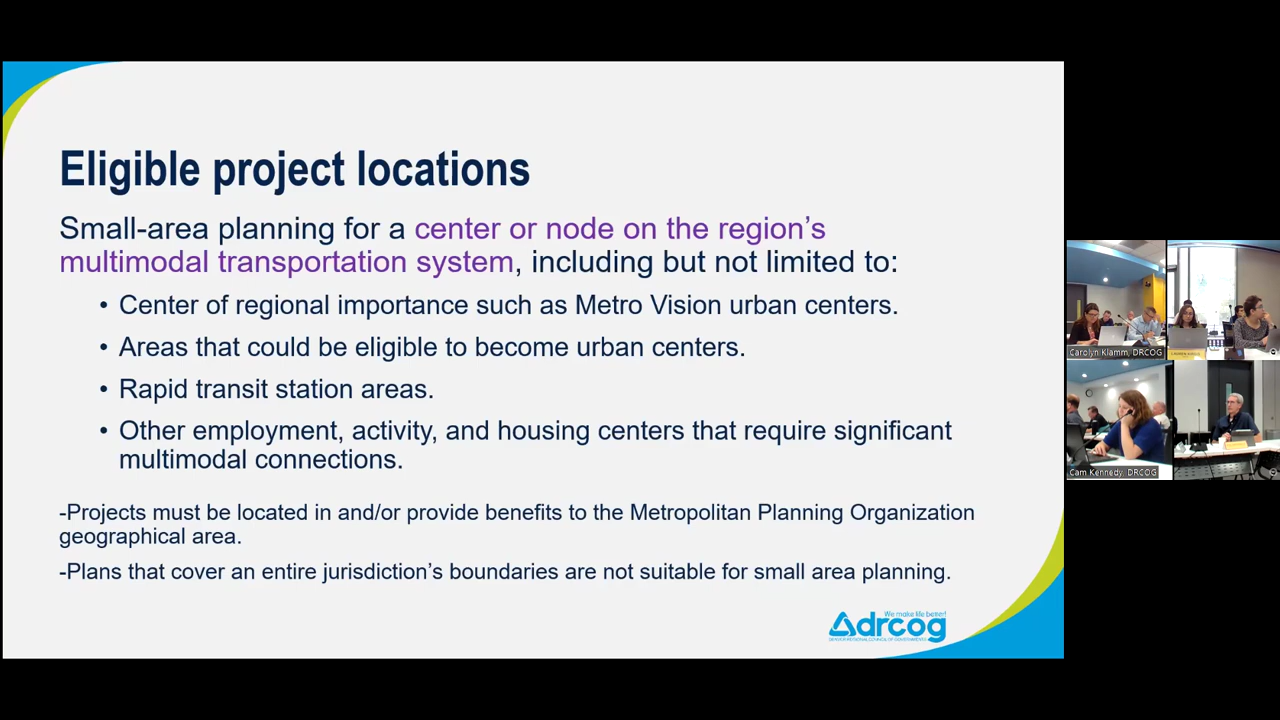 Eligible project locations
Small-area planning for a center or node on the region's
multimodal transportation system, including but not limited to:
• Center of regional importance such as Metro Vision urban centers.
• Areas that could be eligible to become urban centers.
• Rapid transit station areas.
• Other employment, activity, and housing centers that require significant
multimodal connections.
-Projects must be located in and/or provide benefits to the Metropolitan Planning Organization
geographical area.
-Plans that cover an entire jurisdiction's boundaries are not suitable for small area planning.
We make life better!
drcog
DENVER REGIONAL COUNCIL OF GOVERNMENTS
Carolyn Klamm, DRCOG
Cam Kennedy, DRCOG